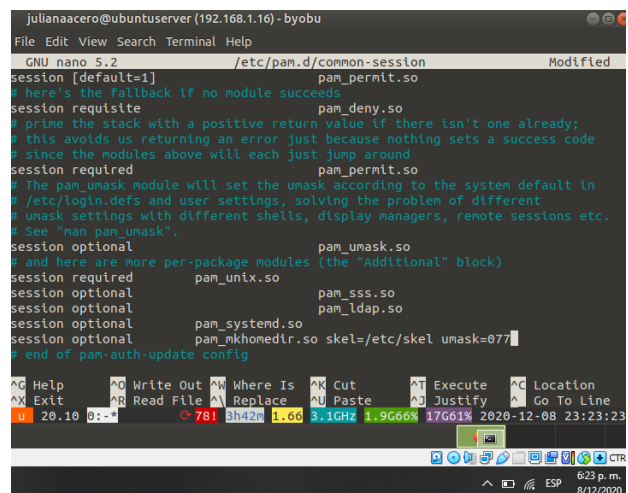 julianaacero@ubuntuserver (192.168.1.16) - byobu
File Edit View Search Terminal Help
GNU nano 5.2 /etc/pam.d/common-session Modified
session [default=1] pam_permit.so
# here's the fallback if no module succeeds
session requisite pam_deny.so
# prime the stack with a positive return value if there isn't one already;
# this avoids us returning an error just because nothing sets a success code
# since the modules above will each just jump around
session required pam_permit.so
# The pam_umask module will set the umask according to the system default in
# /etc/login.defs and user settings, solving the problem of different
# umask settings with different shells, display managers, remote sessions etc.
# See "man pam_umask".
session optional pam_umask.so
# and here are more per-package modules (the "Additional" block)
session required pam_unix.so
session optional pam_sss.so
session optional pam_ldap.so
session optional pam_systemd.so
session optional pam_mkhomedir.so skel=/etc/skel umask=077
# end of pam-auth-update config
^G Help ^O Write Out ^W Where Is ^K Cut ^T Execute ^C Location
^X Exit ^R Read File ^\ Replace ^U Paste ^J Justify ^_ Go To Line
u 20.10 0:-* 78! 3h42m 1.66 3.1GHz 1.9G66% 17G61% 2020-12-08 23:23:23
CTR
ESP
6:23 p. m.
8/12/2020